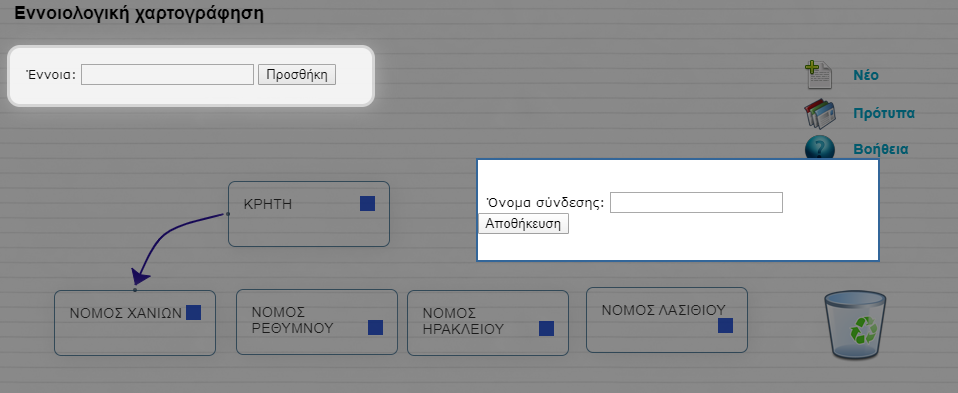 Εννοιολογική χαρτογράφηση
Έννοια:
Προσθήκη
Νέο
Πρότυπα
Βοήθεια
Όνομα σύνδεσης:
Αποθήκευση
ΚΡΗΤΗ
ΝΟΜΟΣ ΧΑΝΙΩΝ
ΝΟΜΟΣ
ΡΕΘΥΜΝΟΥ
ΝΟΜΟΣ
ΗΡΑΚΛΕΙΟΥ
ΝΟΜΟΣ ΛΑΣΙΘΙΟΥ